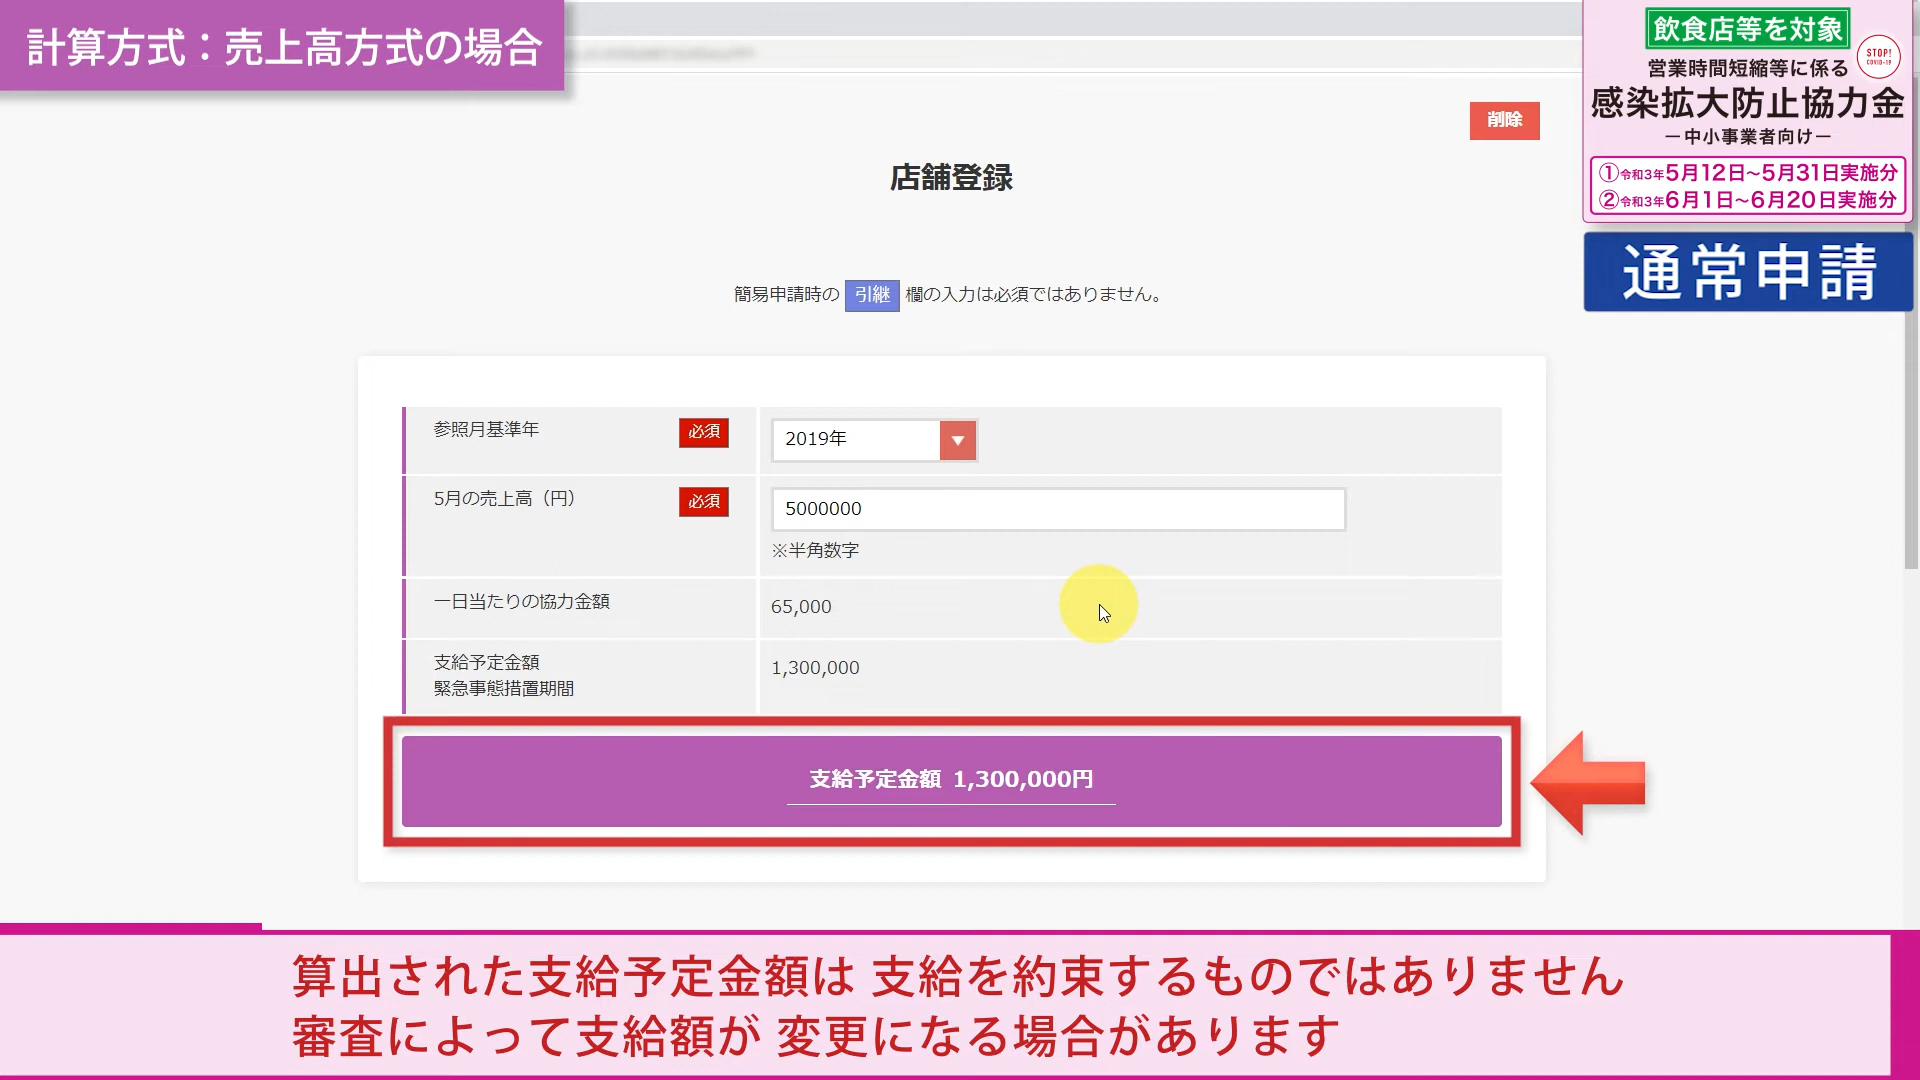 計算方式：売上高方式の場合
飲食店等を対象
営業時間短縮等に係る
STOP!
COVID-19
感染拡大防止協力金
－中小事業者向け－
①令和3年5月12日~5月31日実施分
②令和3年6月1日~6月20日実施分
通常申請
削除
店舗登録
簡易申請時の 引継 欄の入力は必須ではありません。
参照月基準年 必須 2019年
5月の売上高（円） 必須 5000000
※半角数字
一日当たりの協力金額 65,000
支給予定金額 1,300,000
緊急事態措置期間
支給予定金額 1,300,000円
算出された支給予定金額は 支給を約束するものではありません
審査によって支給額が 変更になる場合があります